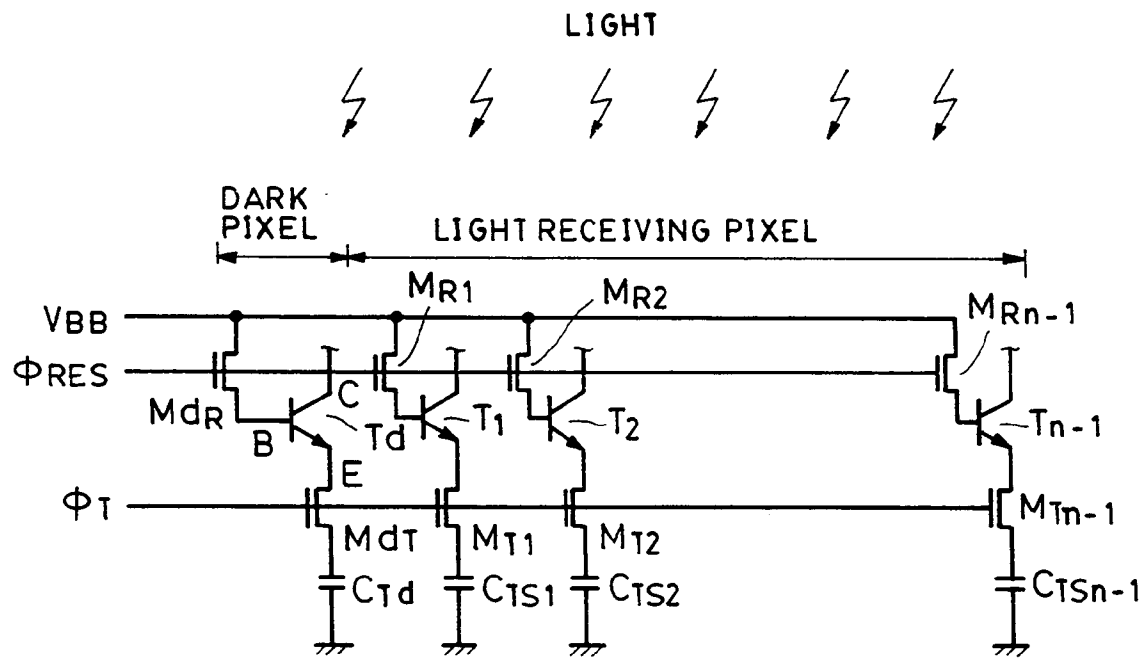 LIGHT
DARK
PIXEL
LIGHT RECEIVING PIXEL
MR1
MR2
MRn-1
VBB
ΦRES
C
MdR
B
Td
T1
T2
Tn-1
E
ΦT
MdT
MT1
MT2
MTn-1
CTd
CTS1
CTS2
CTSn-1